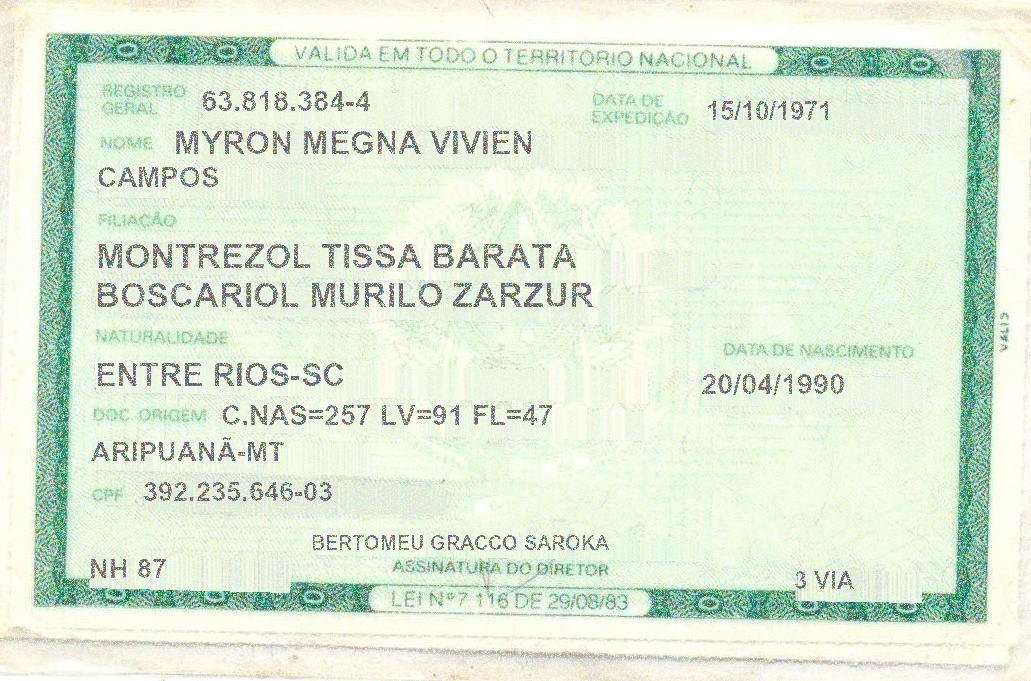 VALIDA EM TODO O TERRITORIO NACIONAL
REGISTRO GERAL 63.818.384-4 DATA DE EXPEDIÇÃO 15/10/1971
NOME MYRON MEGNA VIVIEN
CAMPOS
FILIAÇÃO
MONTREZOL TISSA BARATA
BOSCARIOL MURILO ZARZUR
NATURALIDADE DATA DE NASCIMENTO
ENTRE RIOS-SC 20/04/1990
DOC. ORIGEM C.NAS=257 LV=91 FL=47
ARIPUANÃ-MT
CPF 392.235.646-03
BERTOMEU GRACCO SAROKA
NH 87 ASSINATURA DO DIRETOR 3 VIA
LEI Nº 7.116 DE 29/08/83